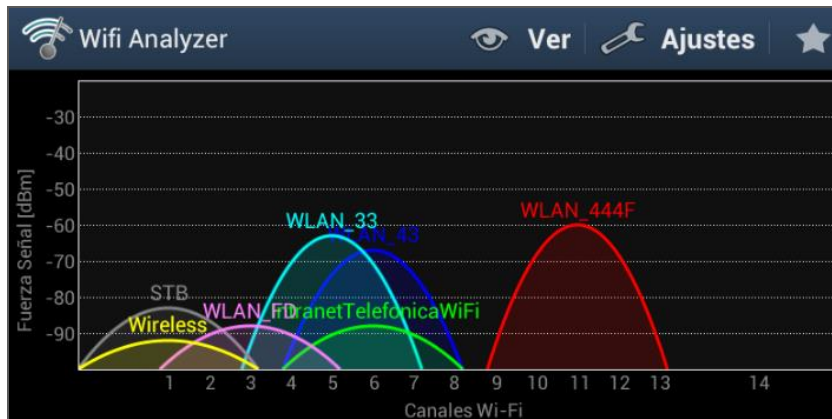 Wifi Analyzer Ver Ajustes
Fuerza Señal [dBm]
-30
-40
-50
-60
-70
-80
-90
WLAN_444F
WLAN_33
STB
WLAN_FD
Wireless
1 2 3 4 5 6 7 8 9 10 11 12 13 14
Canales Wi-Fi